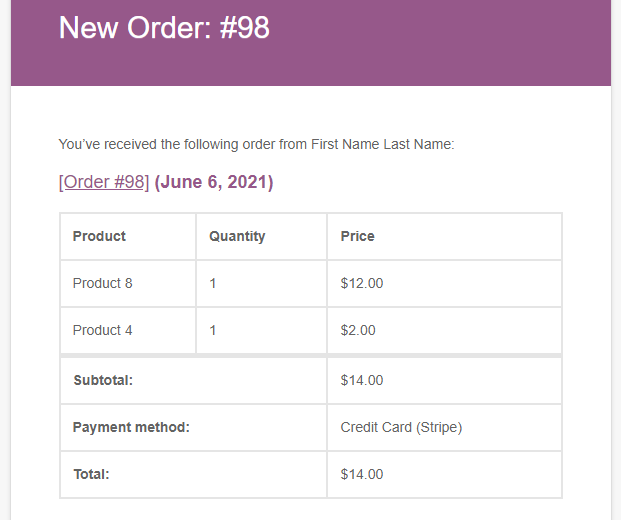 New Order: #98
You've received the following order from First Name Last Name:
[Order #98] (June 6, 2021)
Product Quantity Price
Product 8 1 $12.00
Product 4 1 $2.00
Subtotal: $14.00
Payment method: Credit Card (Stripe)
Total: $14.00